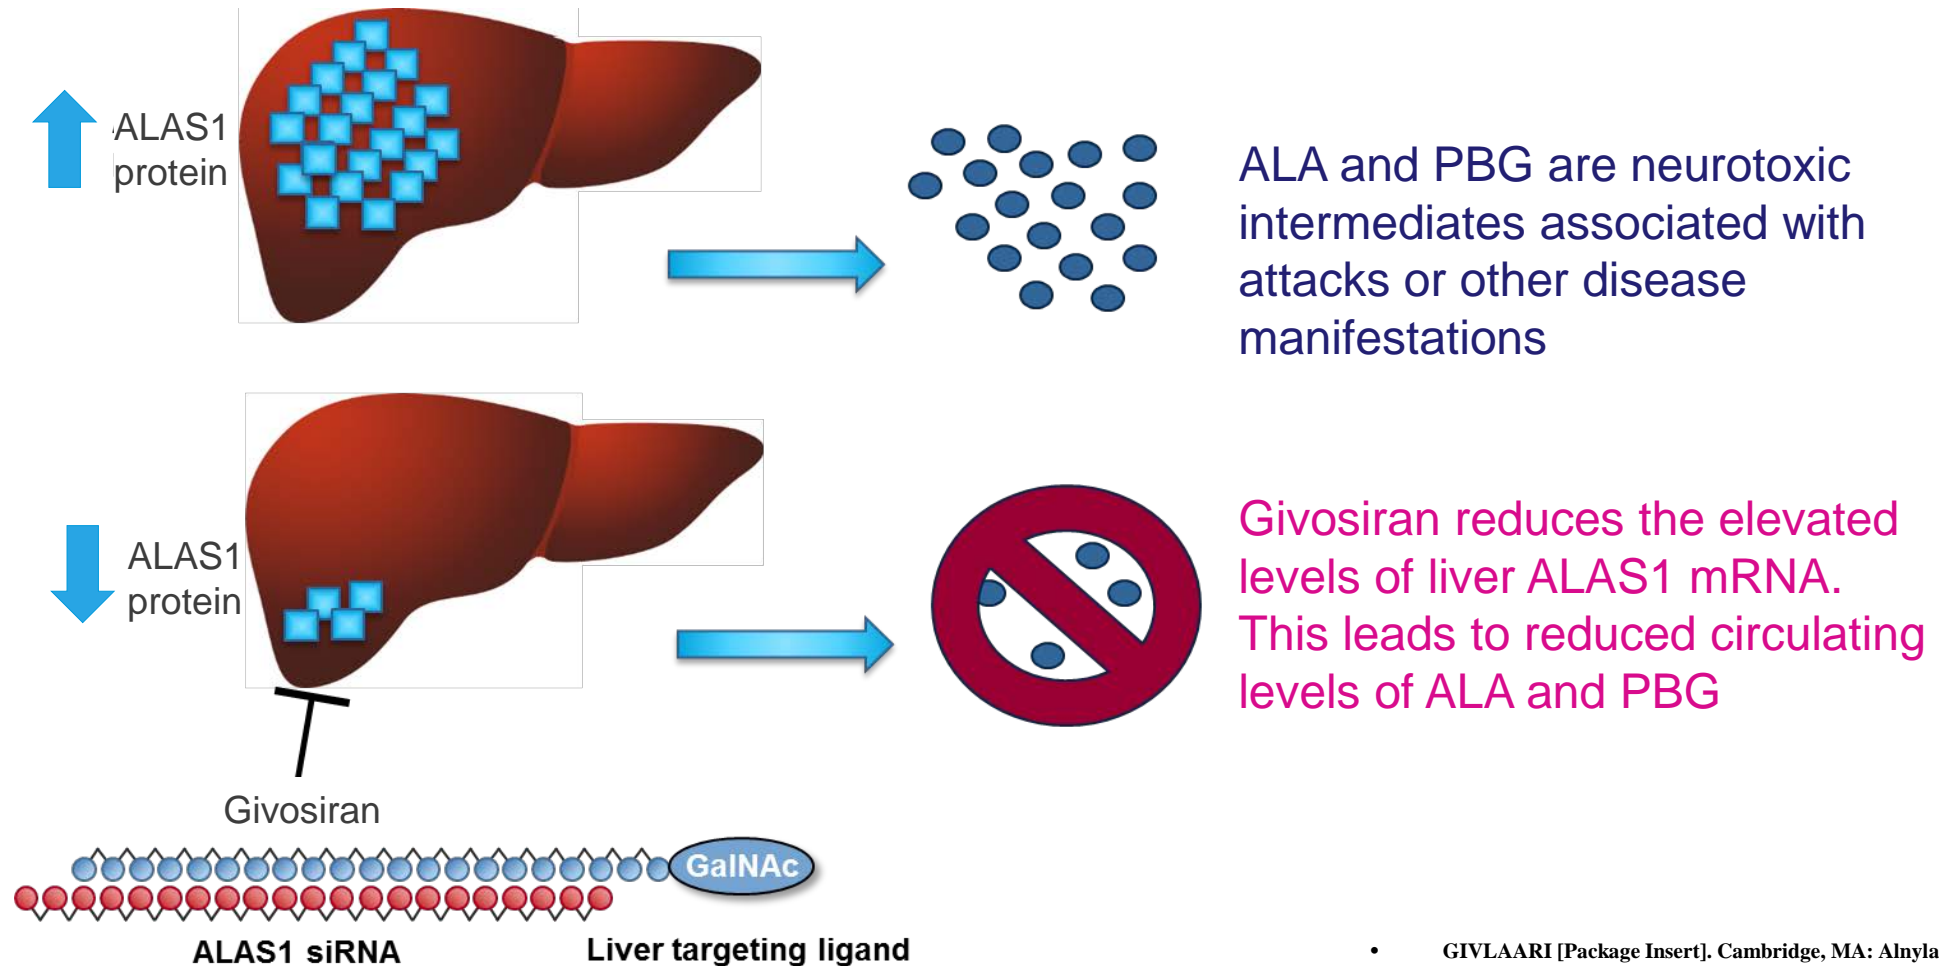 ALAS1
protein
ALA and PBG are neurotoxic
intermediates associated with
attacks or other disease
manifestations
ALAS1
protein
Givosiran reduces the elevated
levels of liver ALAS1 mRNA.
This leads to reduced circulating
levels of ALA and PBG
Givosiran
GalNAc
ALAS1 siRNA
Liver targeting ligand
• GIVLAARI [Package Insert]. Cambridge, MA: Alnyla